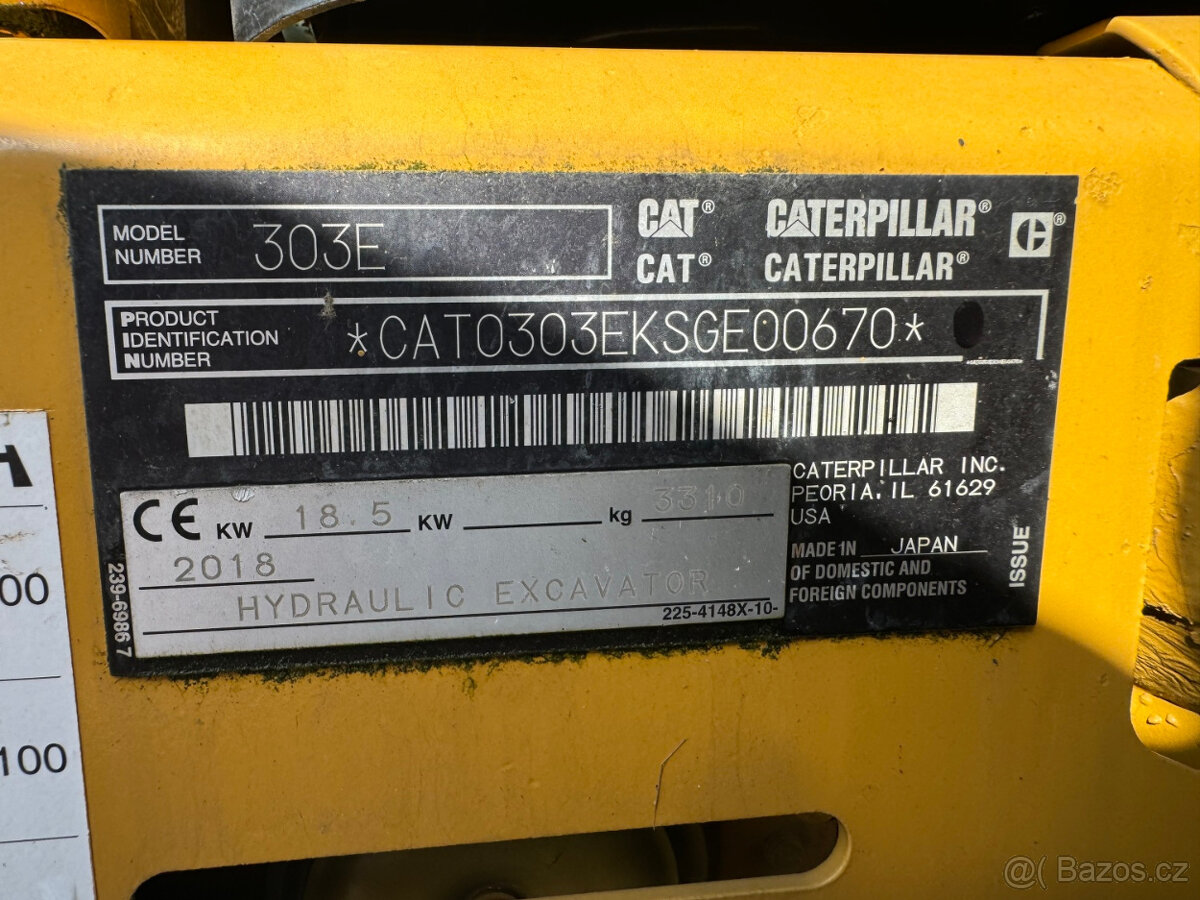 MODEL
NUMBER
303E
CAT® CATERPILLAR®
CAT® CATERPILLAR®
PRODUCT
IDENTIFICATION
NUMBER
*CAT0303EKSGE00670*
CATERPILLAR INC.
PEORIA, IL 61629
USA
MADE IN JAPAN
OF DOMESTIC AND
FOREIGN COMPONENTS
ISSUE
CE KW 18.5 KW kg 3310
2018
HYDRAULIC EXCAVATOR
225-4148X-10-
239-6986 7
H
00
100
@( Bazos.cz